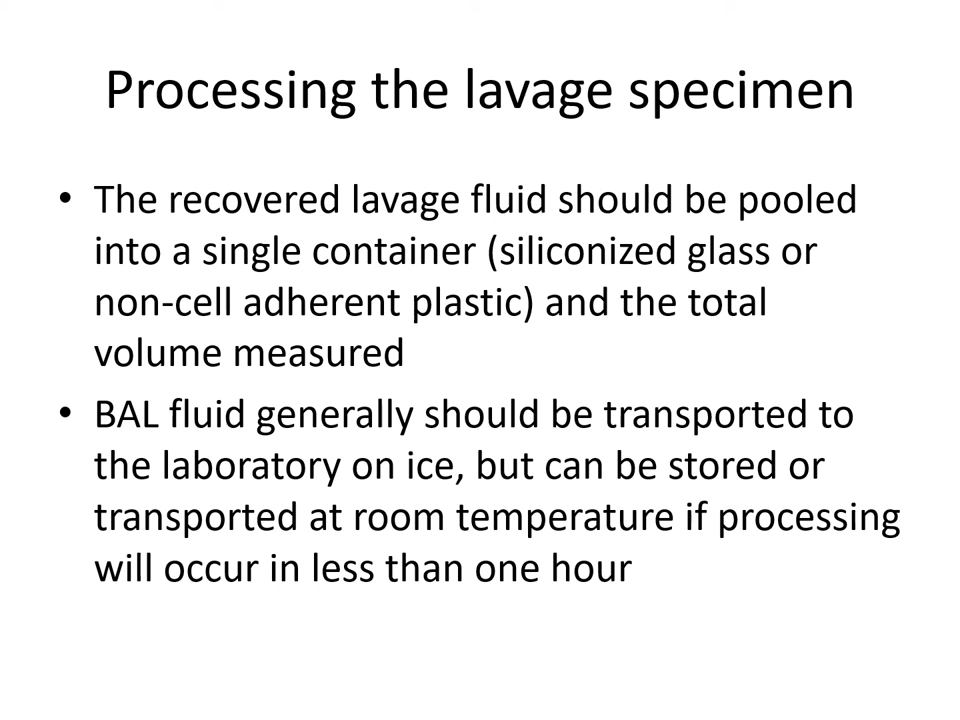 Processing the lavage specimen
• The recovered lavage fluid should be pooled
into a single container (siliconized glass or
non-cell adherent plastic) and the total
volume measured
• BAL fluid generally should be transported to
the laboratory on ice, but can be stored or
transported at room temperature if processing
will occur in less than one hour